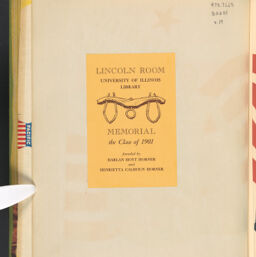 LINCOLN ROOM
UNIVERSITY OF ILLINOIS
LIBRARY
MEMORIAL
the Class of 1901
founded by
HARLAN HOYT HORNER
and
HENRIETTA CALHOUN HORNER